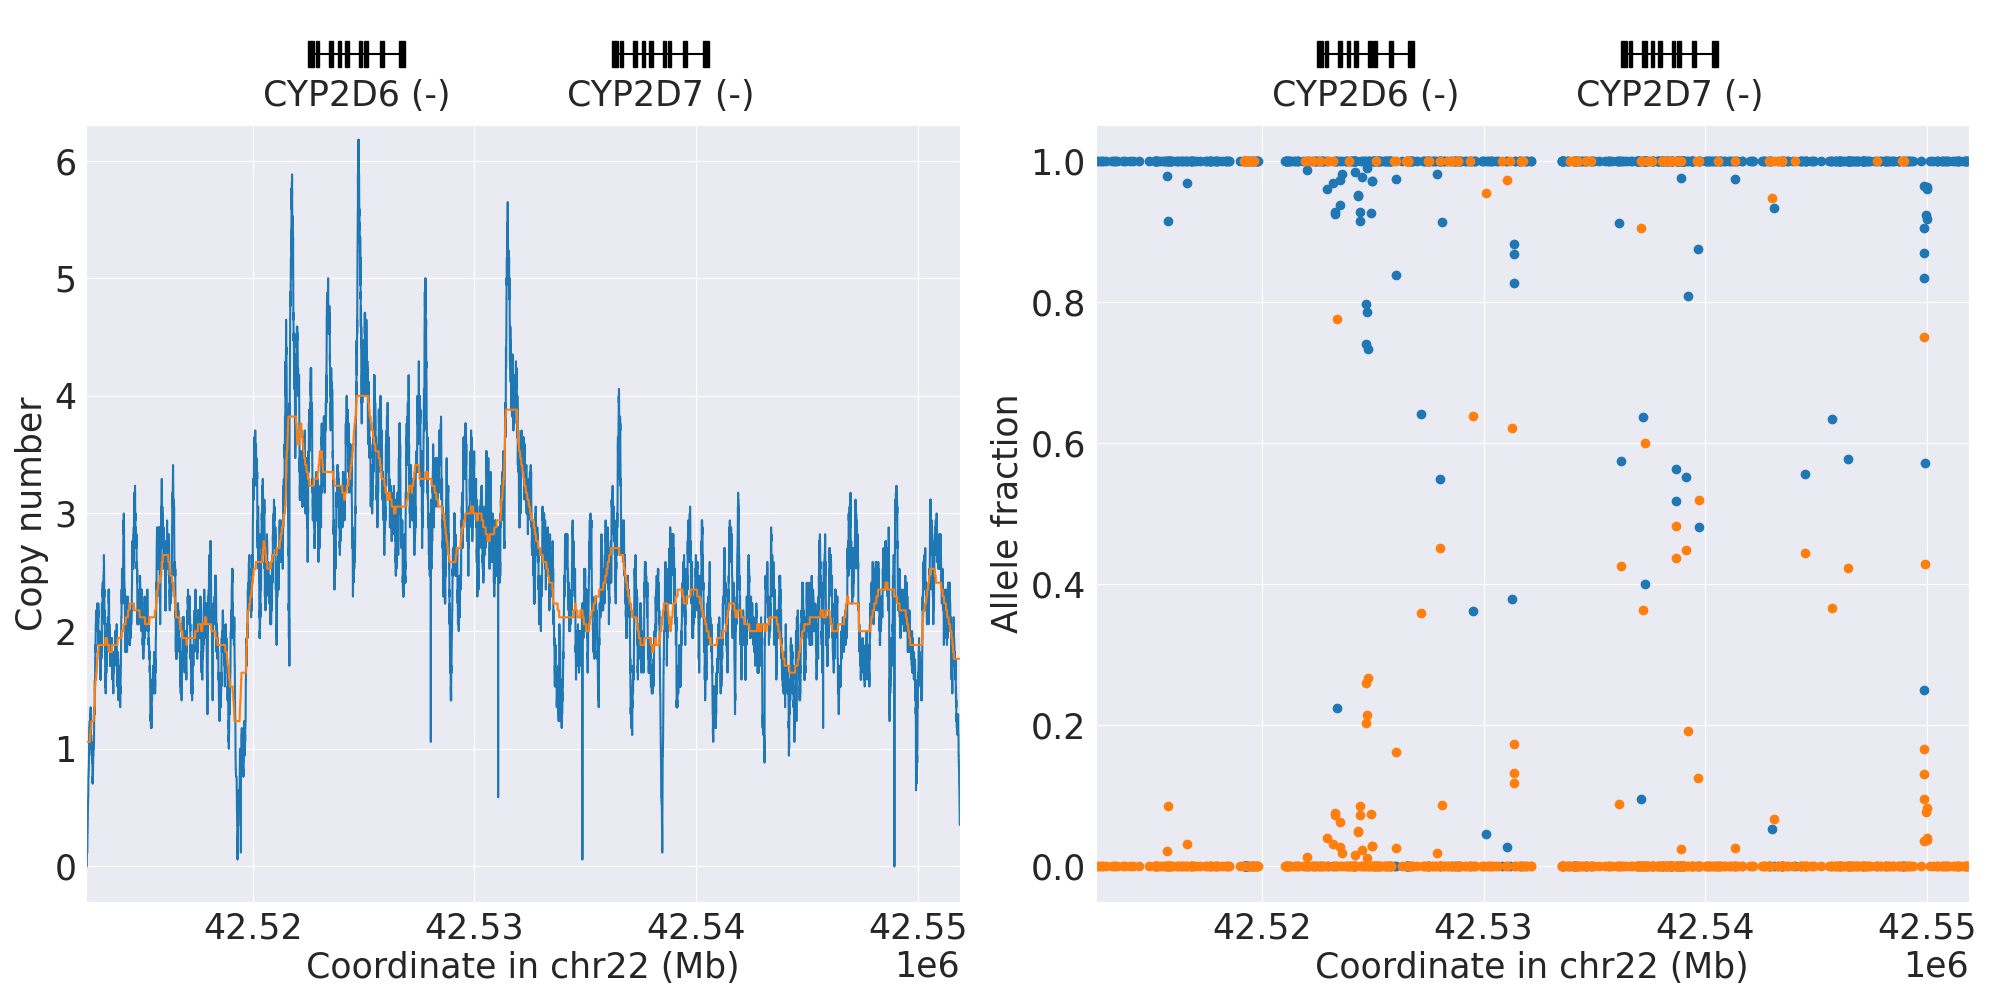 CYP2D6 (-) CYP2D7 (-)
6
5
4
3
2
1
0
Copy number
42.52 42.53 42.54 42.55
Coordinate in chr22 (Mb) 1e6
CYP2D6 (-) CYP2D7 (-)
1.0
0.8
0.6
0.4
0.2
0.0
Allele fraction
42.52 42.53 42.54 42.55
Coordinate in chr22 (Mb) 1e6